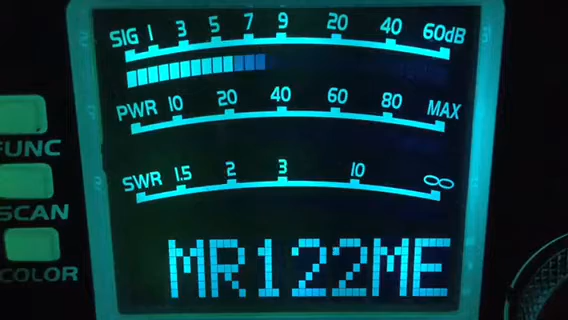 SIG 1 3 5 7 9 20 40 60dB
PWR 10 20 40 60 80 MAX
FUNC
SWR 1.5 2 3 10 ∞
SCAN
MR122ME
COLOR